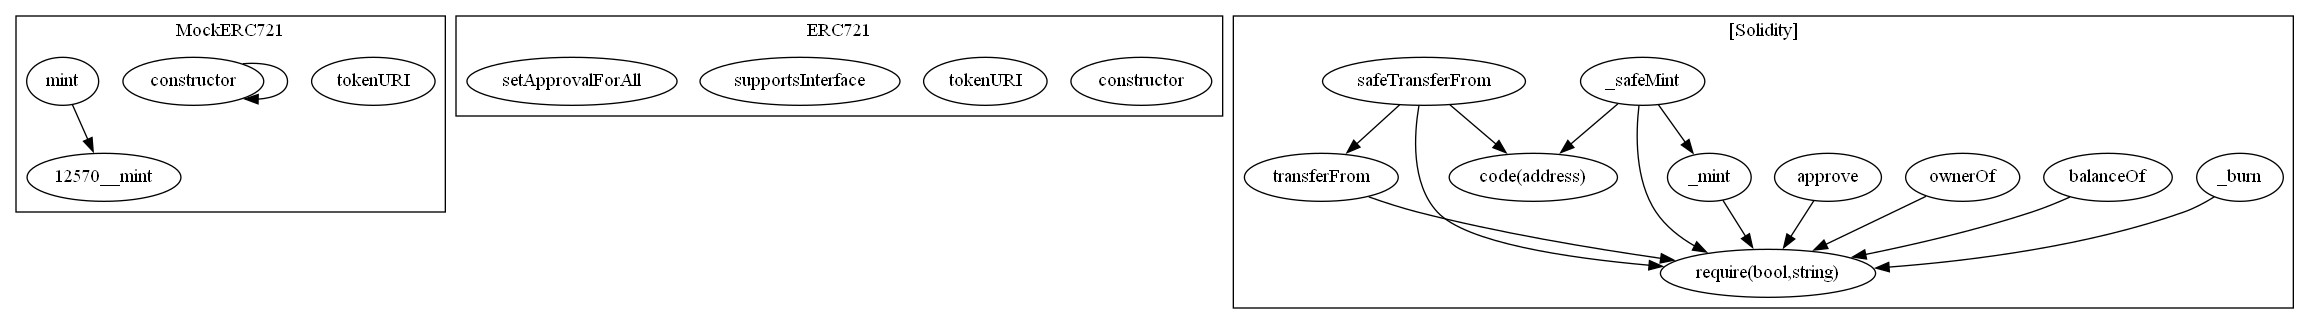 MockERC721
mint
constructor
tokenURI
12570__mint
ERC721
setApprovalForAll
supportsInterface
tokenURI
constructor
[Solidity]
safeTransferFrom
_safeMint
transferFrom
code(address)
_mint
approve
ownerOf
balanceOf
_burn
require(bool,string)